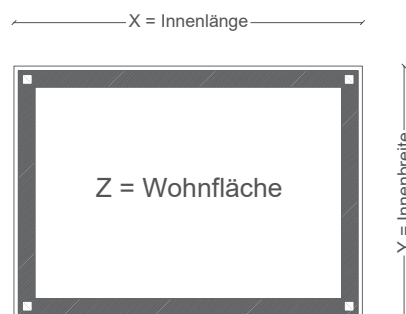 X = Innenlänge
Z = Wohnfläche
Y = Innenbreite